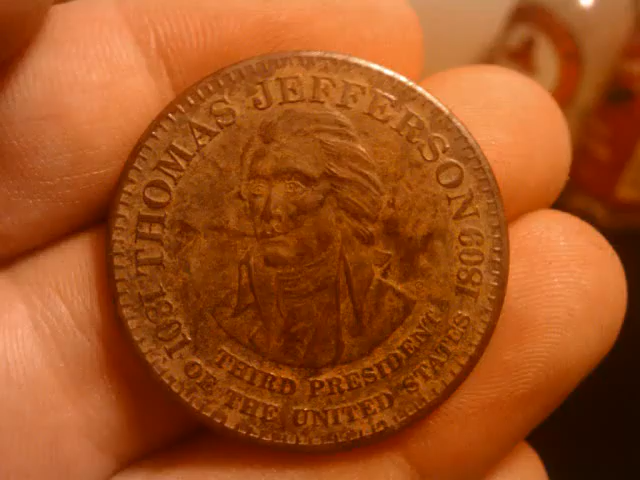 THOMAS JEFFERSON
1801 1809
THIRD PRESIDENT
OF THE UNITED STATES